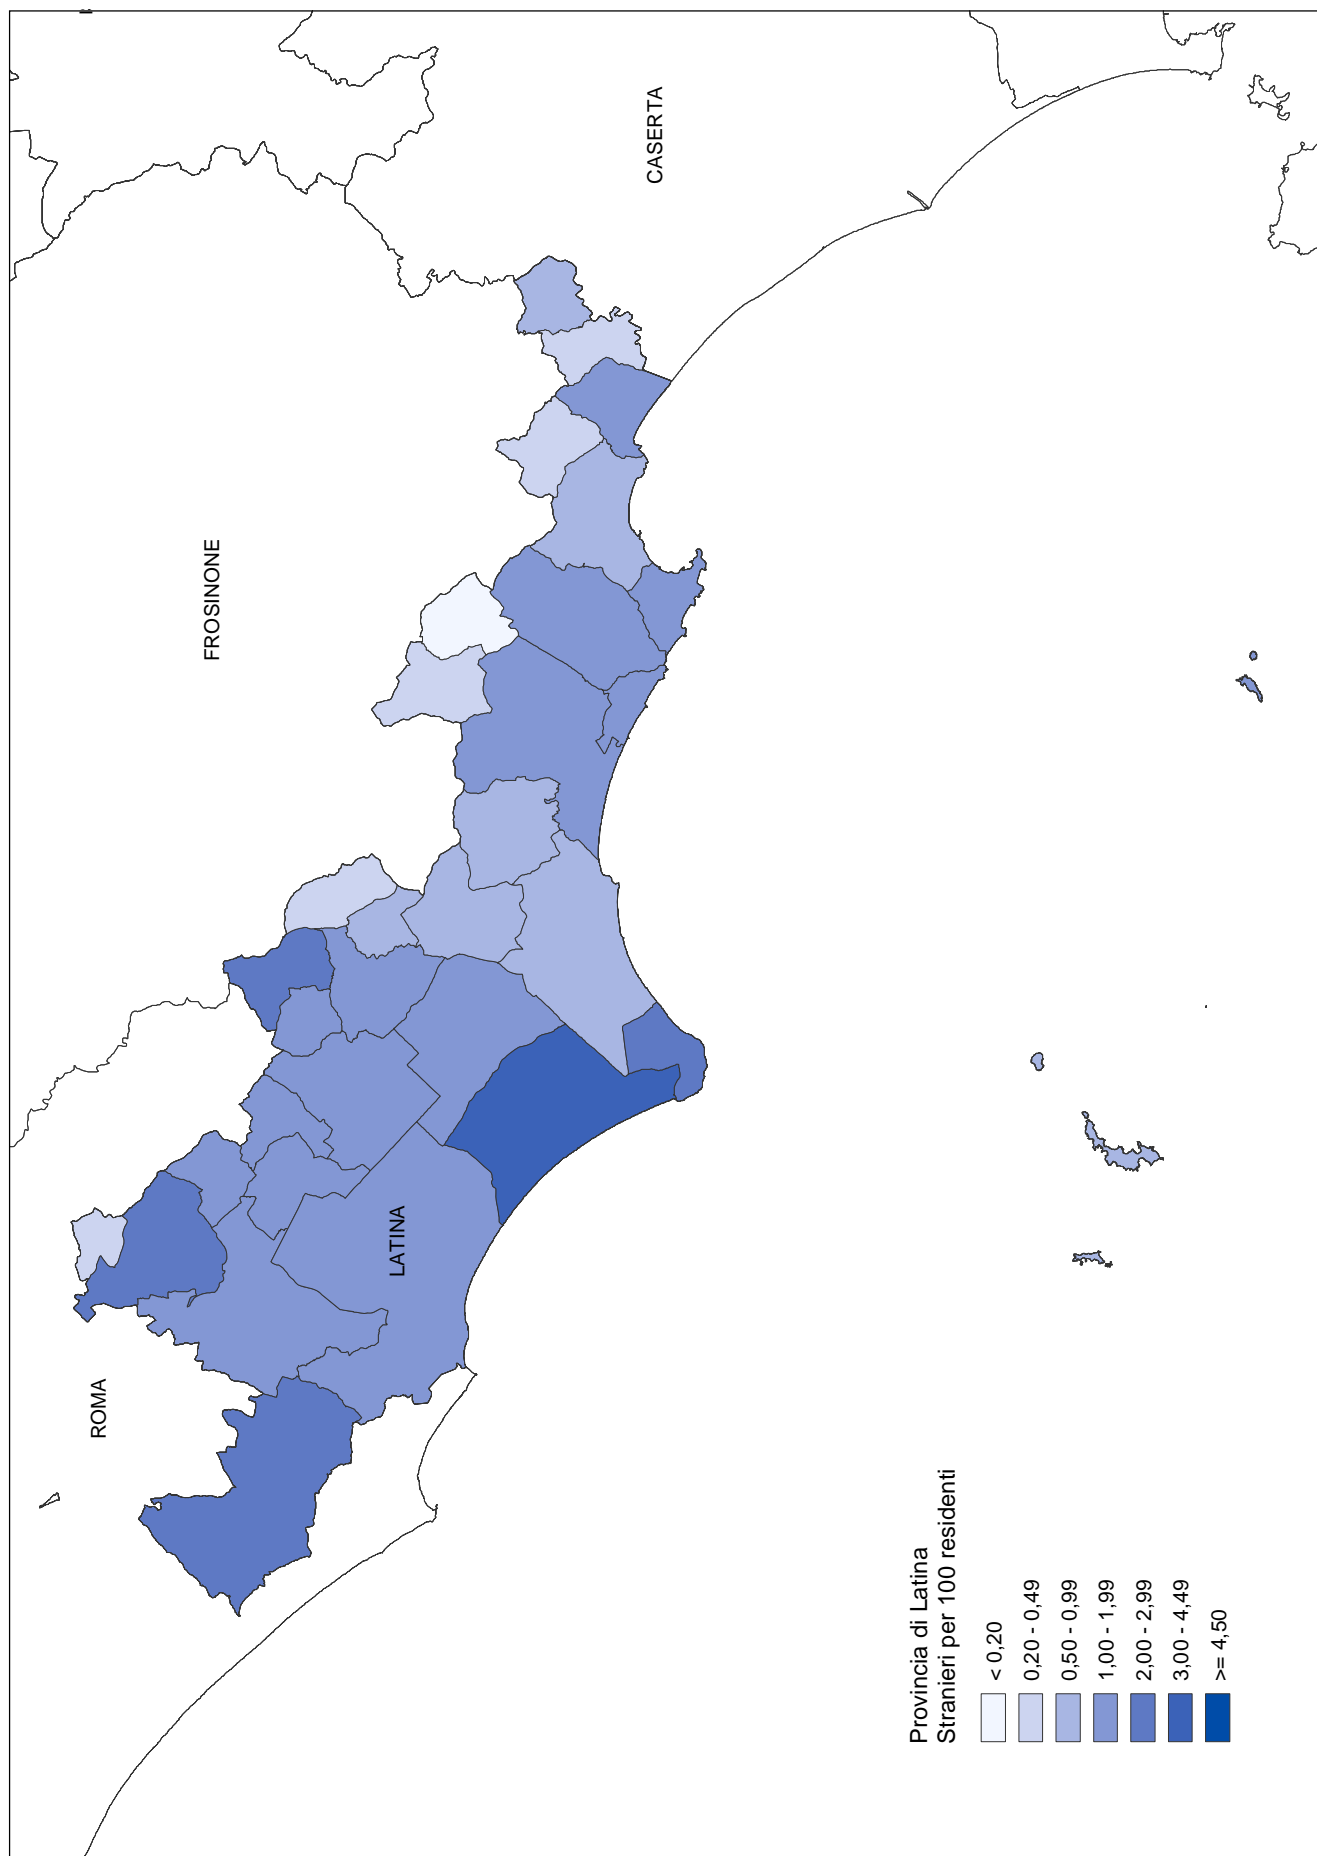 ROMA
FROSINONE
LATINA
CASERTA
Provincia di Latina
Stranieri per 100 residenti
< 0,20
0,20 - 0,49
0,50 - 0,99
1,00 - 1,99
2,00 - 2,99
3,00 - 4,49
>= 4,50